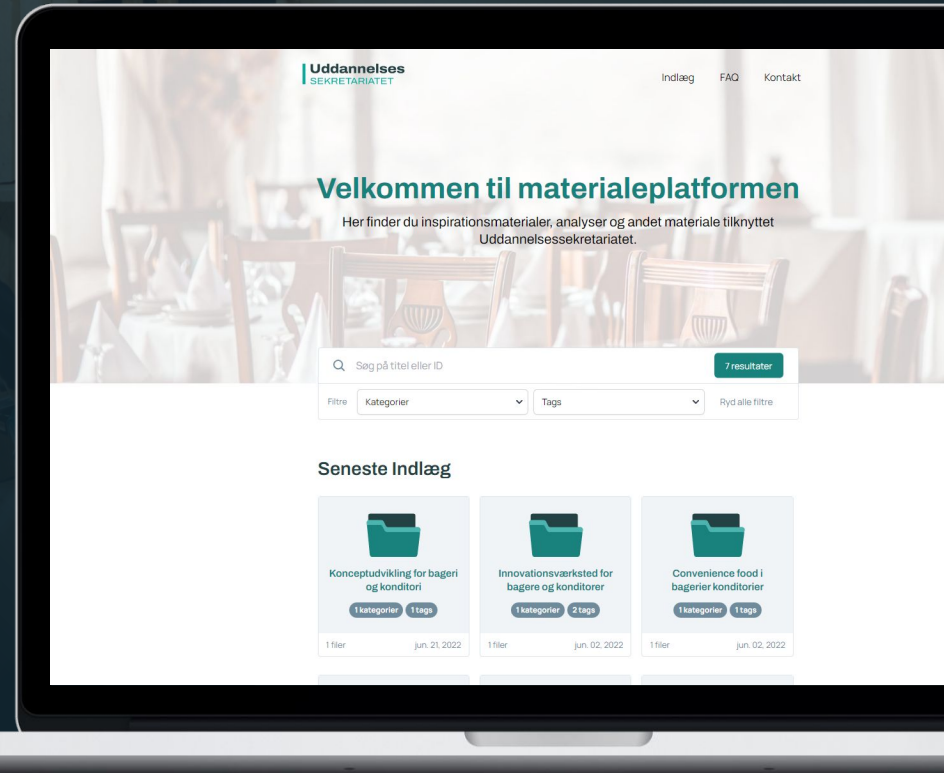 Uddannelses
SEKRETARIATET
Indlæg FAQ Kontakt
Velkommen til materialeplatformen
Her finder du inspirationsmaterialer, analyser og andet materiale tilknyttet
Uddannelsessekretariatet.
Søg på titel eller ID
7 resultater
Filtre Kategorier Tags Ryd alle filtre
Seneste Indlæg
Konceptudvikling for bageri
og konditori
1 kategorier 1 tags
1 filer jun. 21, 2022
Innovationsværksted for
bagere og konditorer
1 kategorier 2 tags
1 filer jun. 02, 2022
Convenience food i
bagerier konditorier
1 kategorier 1 tags
1 filer jun. 02, 2022